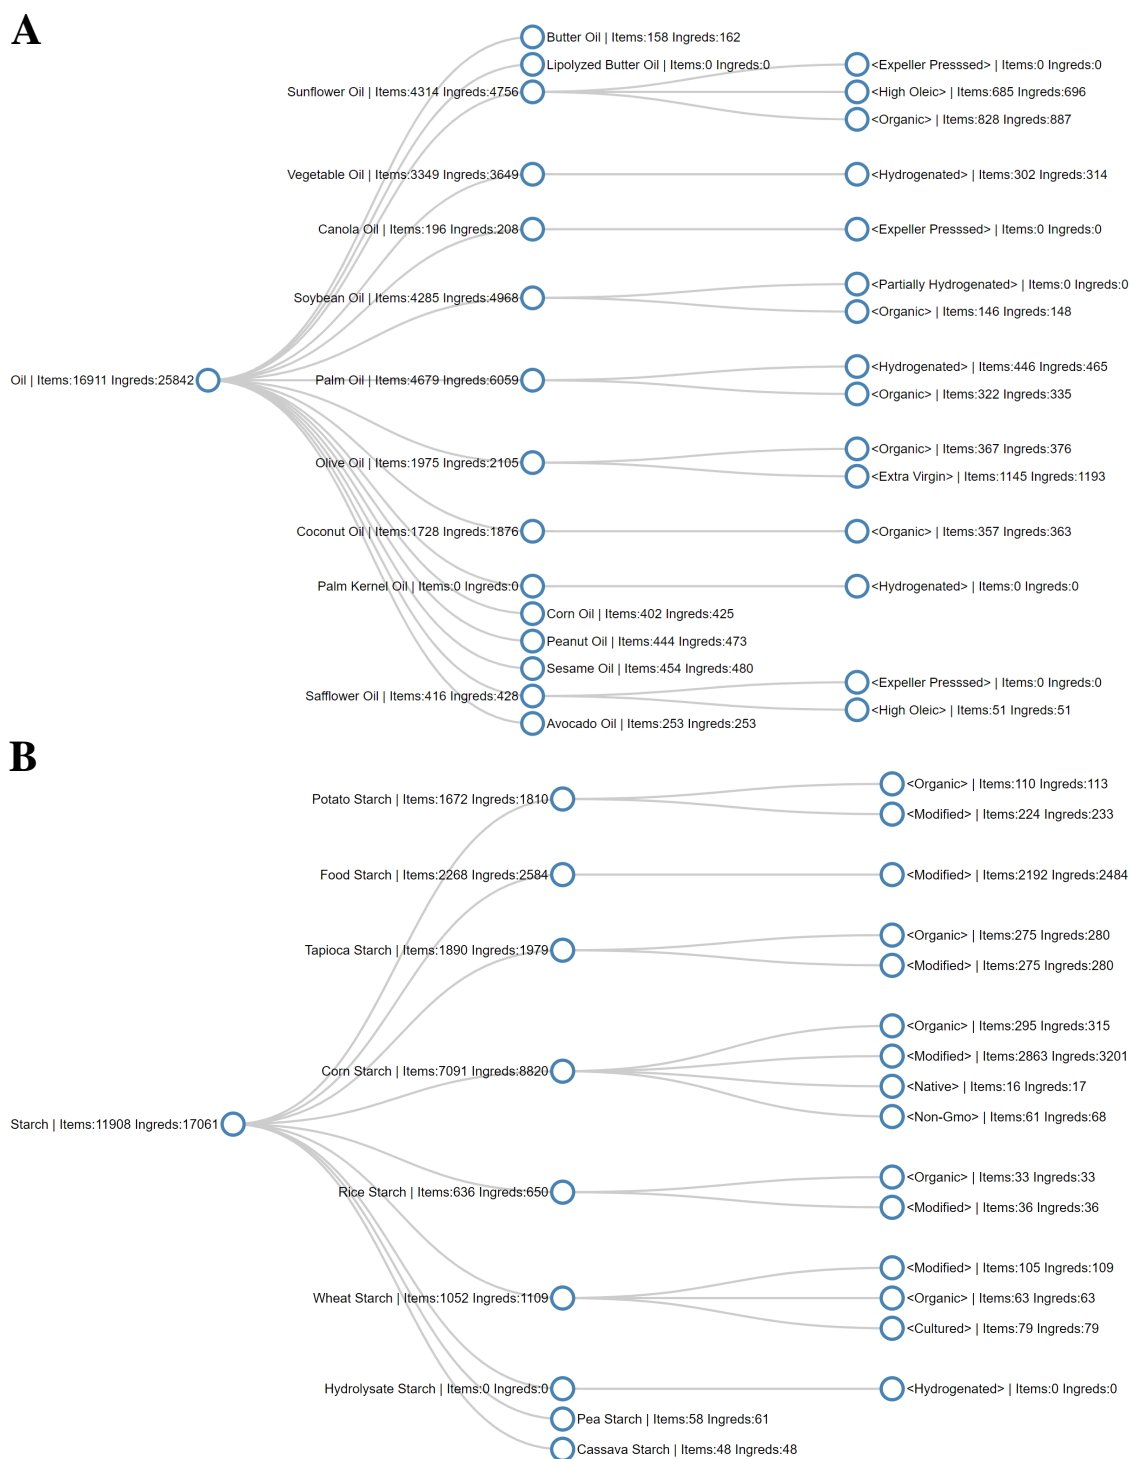 A
Butter Oil | Items:158 Ingreds:162
Lipolyzed Butter Oil | Items:0 Ingreds:0
<Expeller Presssed> | Items:0 Ingreds:0
Sunflower Oil | Items:4314 Ingreds:4756
<High Oleic> | Items:685 Ingreds:696
<Organic> | Items:828 Ingreds:887
Vegetable Oil | Items:3349 Ingreds:3649
<Hydrogenated> | Items:302 Ingreds:314
Canola Oil | Items:196 Ingreds:208
<Expeller Presssed> | Items:0 Ingreds:0
<Partially Hydrogenated> | Items:0 Ingreds:0
Soybean Oil | Items:4285 Ingreds:4968
<Organic> | Items:146 Ingreds:148
<Hydrogenated> | Items:446 Ingreds:465
Oil | Items:16911 Ingreds:25842
Palm Oil | Items:4679 Ingreds:6059
<Organic> | Items:322 Ingreds:335
<Organic> | Items:367 Ingreds:376
Olive Oil | Items:1975 Ingreds:2105
<Extra Virgin> | Items:1145 Ingreds:1193
Coconut Oil | Items:1728 Ingreds:1876
<Organic> | Items:357 Ingreds:363
Palm Kernel Oil | Items:0 Ingreds:0
<Hydrogenated> | Items:0 Ingreds:0
Corn Oil | Items:402 Ingreds:425
Peanut Oil | Items:444 Ingreds:473
Sesame Oil | Items:454 Ingreds:480
<Expeller Presssed> | Items:0 Ingreds:0
Safflower Oil | Items:416 Ingreds:428
<High Oleic> | Items:51 Ingreds:51
Avocado Oil | Items:253 Ingreds:253
B
<Organic> | Items:110 Ingreds:113
Potato Starch | Items:1672 Ingreds:1810
<Modified> | Items:224 Ingreds:233
Food Starch | Items:2268 Ingreds:2584
<Modified> | Items:2192 Ingreds:2484
<Organic> | Items:275 Ingreds:280
Tapioca Starch | Items:1890 Ingreds:1979
<Modified> | Items:275 Ingreds:280
<Organic> | Items:295 Ingreds:315
<Modified> | Items:2863 Ingreds:3201
Corn Starch | Items:7091 Ingreds:8820
<Native> | Items:16 Ingreds:17
<Non-Gmo> | Items:61 Ingreds:68
Starch | Items:11908 Ingreds:17061
<Organic> | Items:33 Ingreds:33
Rice Starch | Items:636 Ingreds:650
<Modified> | Items:36 Ingreds:36
<Modified> | Items:105 Ingreds:109
Wheat Starch | Items:1052 Ingreds:1109
<Organic> | Items:63 Ingreds:63
<Cultured> | Items:79 Ingreds:79
Hydrolysate Starch | Items:0 Ingreds:0
<Hydrogenated> | Items:0 Ingreds:0
Pea Starch | Items:58 Ingreds:61
Cassava Starch | Items:48 Ingreds:48